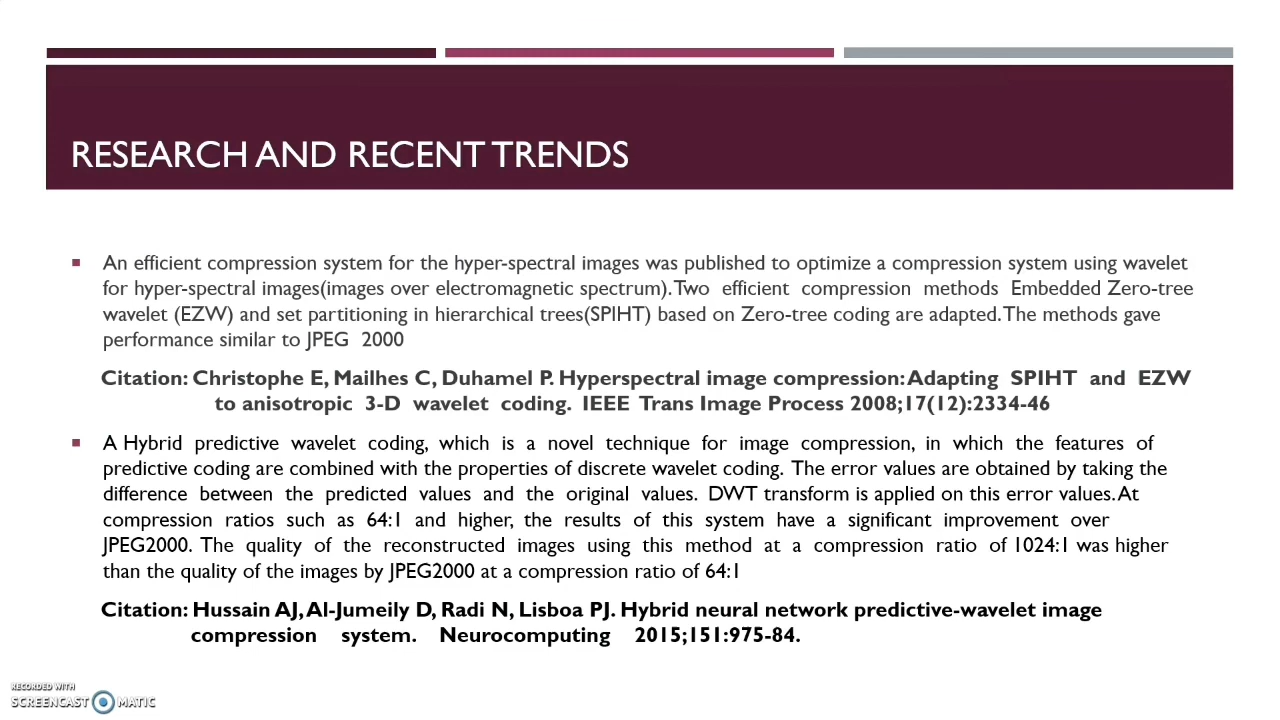 RESEARCH AND RECENT TRENDS
An efficient compression system for the hyper-spectral images was published to optimize a compression system using wavelet
for hyper-spectral images(images over electromagnetic spectrum). Two efficient compression methods Embedded Zero-tree
wavelet (EZW) and set partitioning in hierarchical trees(SPIHT) based on Zero-tree coding are adapted. The methods gave
performance similar to JPEG 2000
Citation: Christophe E, Mailhes C, Duhamel P. Hyperspectral image compression: Adapting SPIHT and EZW
to anisotropic 3-D wavelet coding. IEEE Trans Image Process 2008;17(12):2334-46
A Hybrid predictive wavelet coding, which is a novel technique for image compression, in which the features of
predictive coding are combined with the properties of discrete wavelet coding. The error values are obtained by taking the
difference between the predicted values and the original values. DWT transform is applied on this error values. At
compression ratios such as 64:1 and higher, the results of this system have a significant improvement over
JPEG2000. The quality of the reconstructed images using this method at a compression ratio of 1024:1 was higher
than the quality of the images by JPEG2000 at a compression ratio of 64:1
Citation: Hussain AJ, Al-Jumeily D, Radi N, Lisboa PJ. Hybrid neural network predictive-wavelet image
compression system. Neurocomputing 2015;151:975-84.
RECORDED WITH
SCREENCAST MATIC